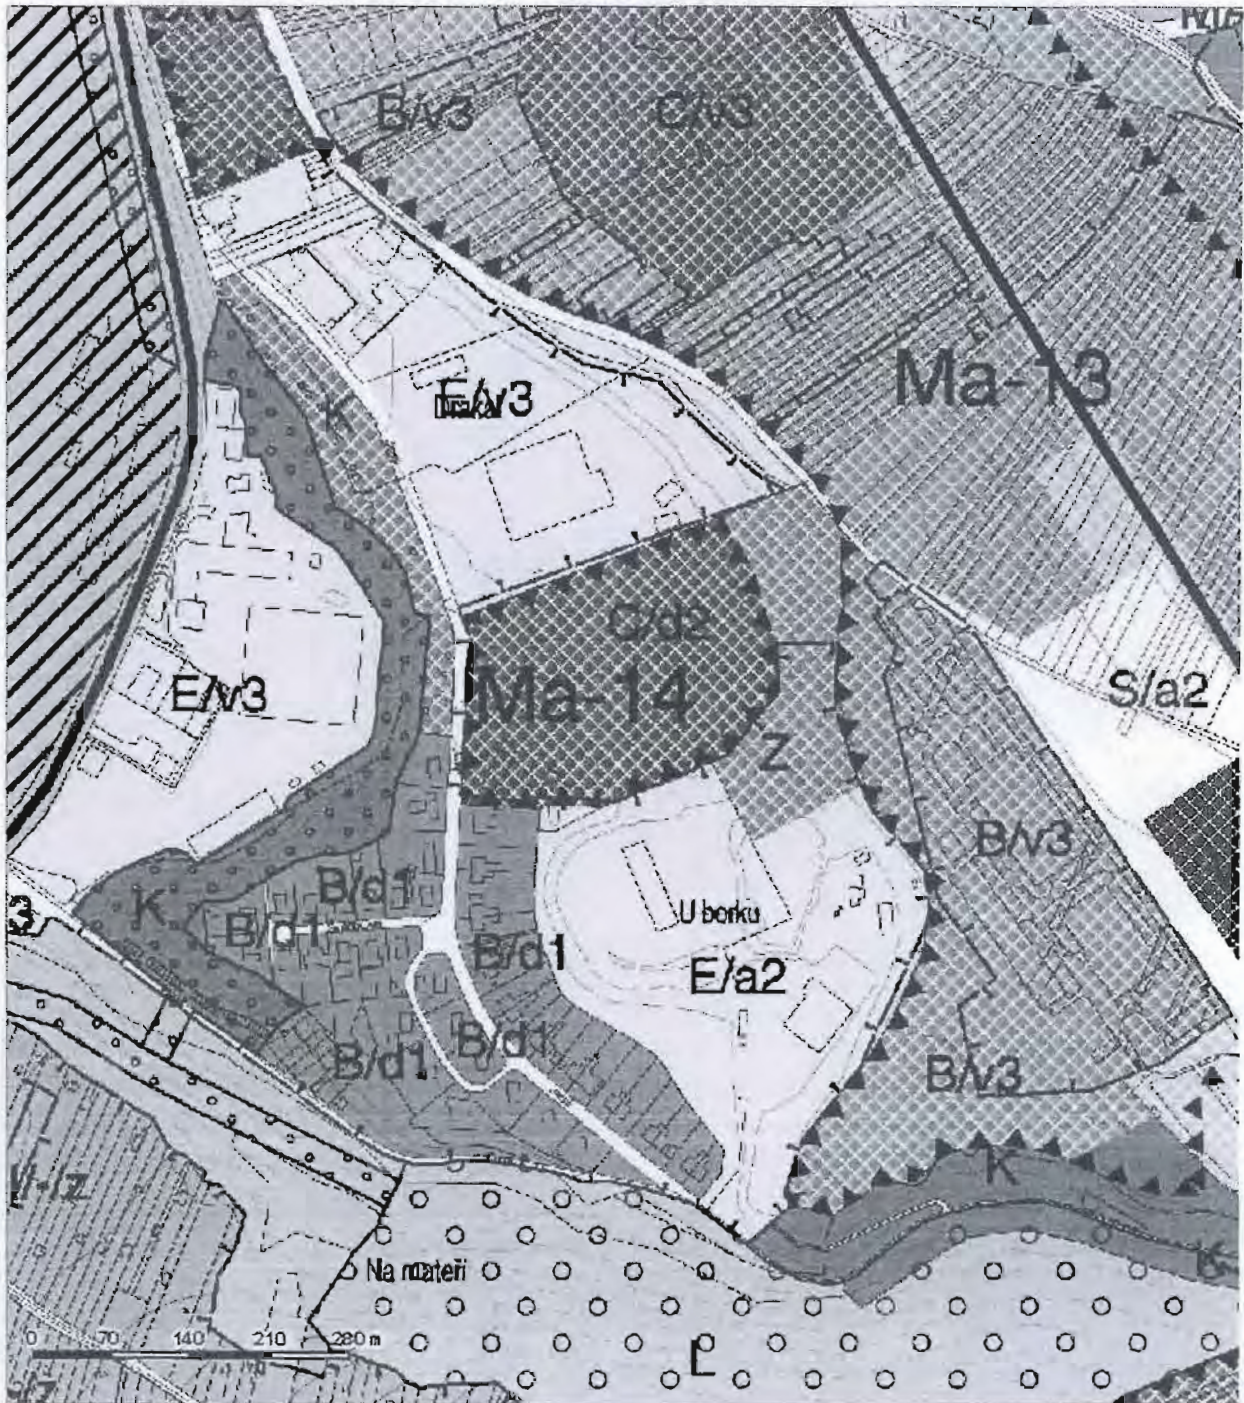 B/v3
C/v3
Ma-13
E/v3
K
C/d2
Ma-14
E/v3
S/a2
Z
B/v3
B/d1
K
B/d1
U borku
B/d1
E/a2
B/d1
B/d1
B/v3
K
K
Na mateří
0 70 140 210 280 m
L